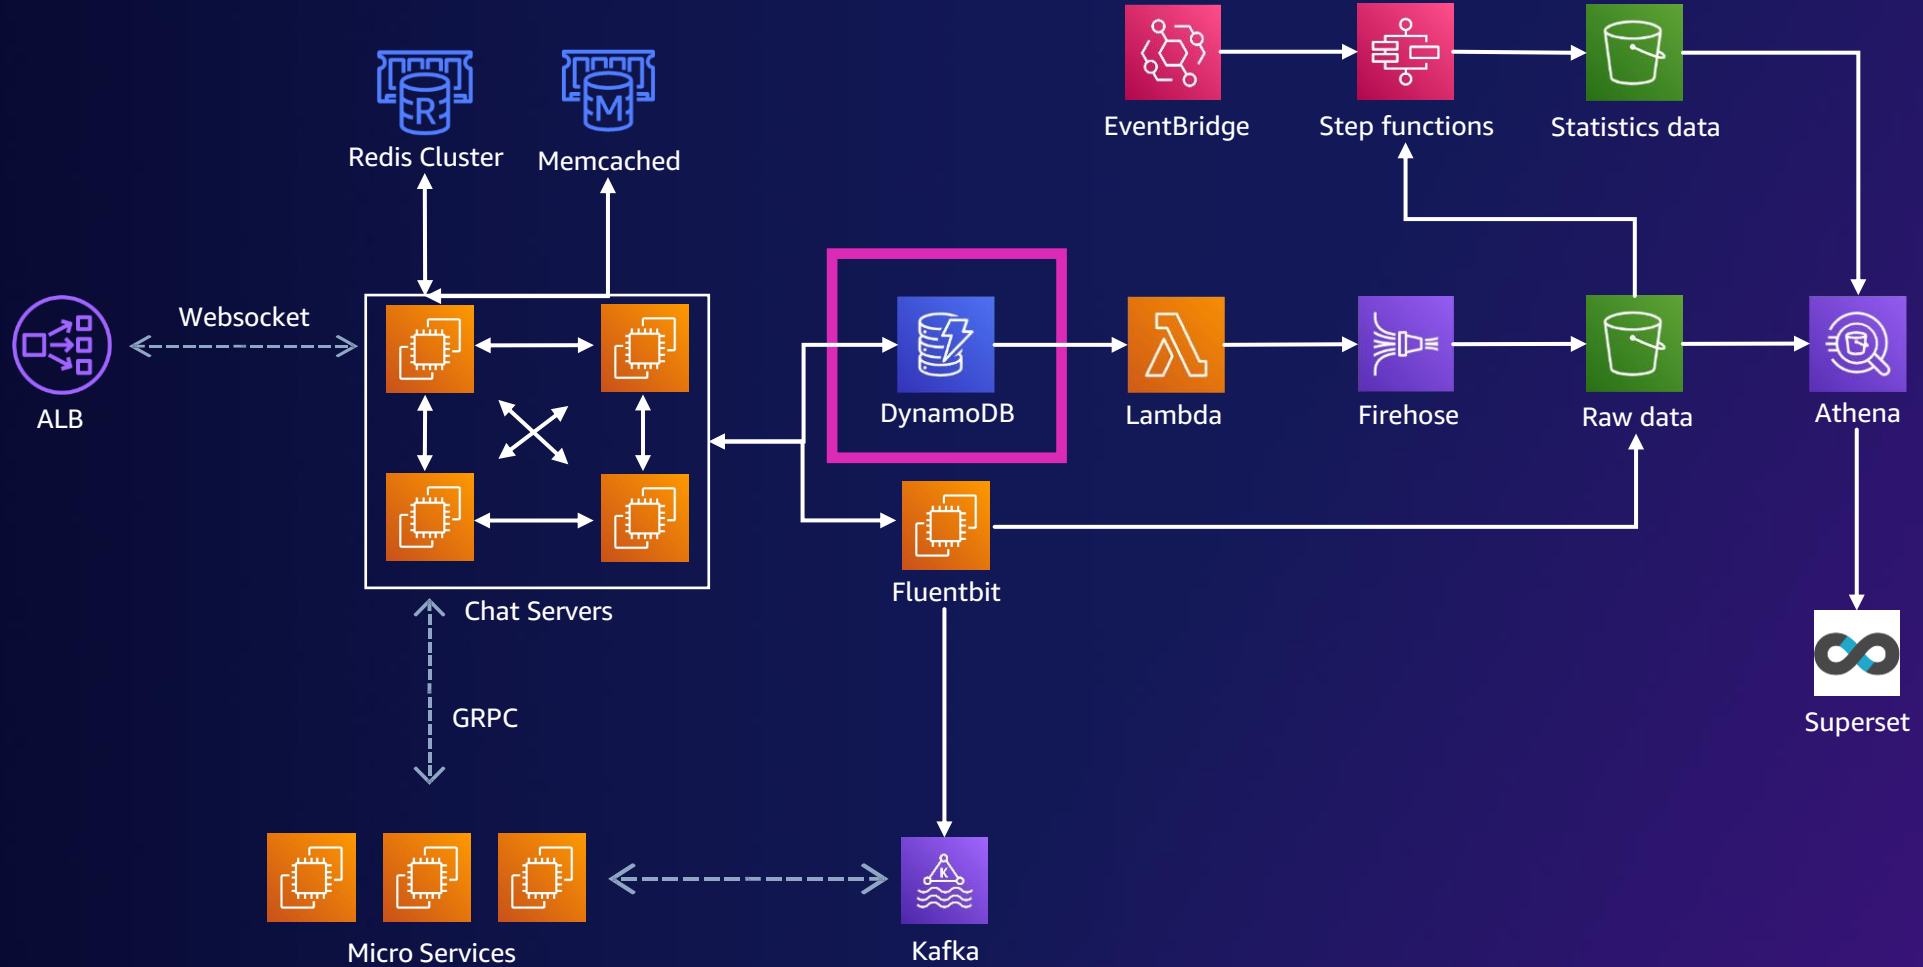 EventBridge
Step functions
Statistics data
Redis Cluster
Memcached
R
M
Websocket
ALB
DynamoDB
Lambda
Firehose
Raw data
Athena
Fluentbit
Chat Servers
GRPC
Superset
K
Micro Services
Kafka